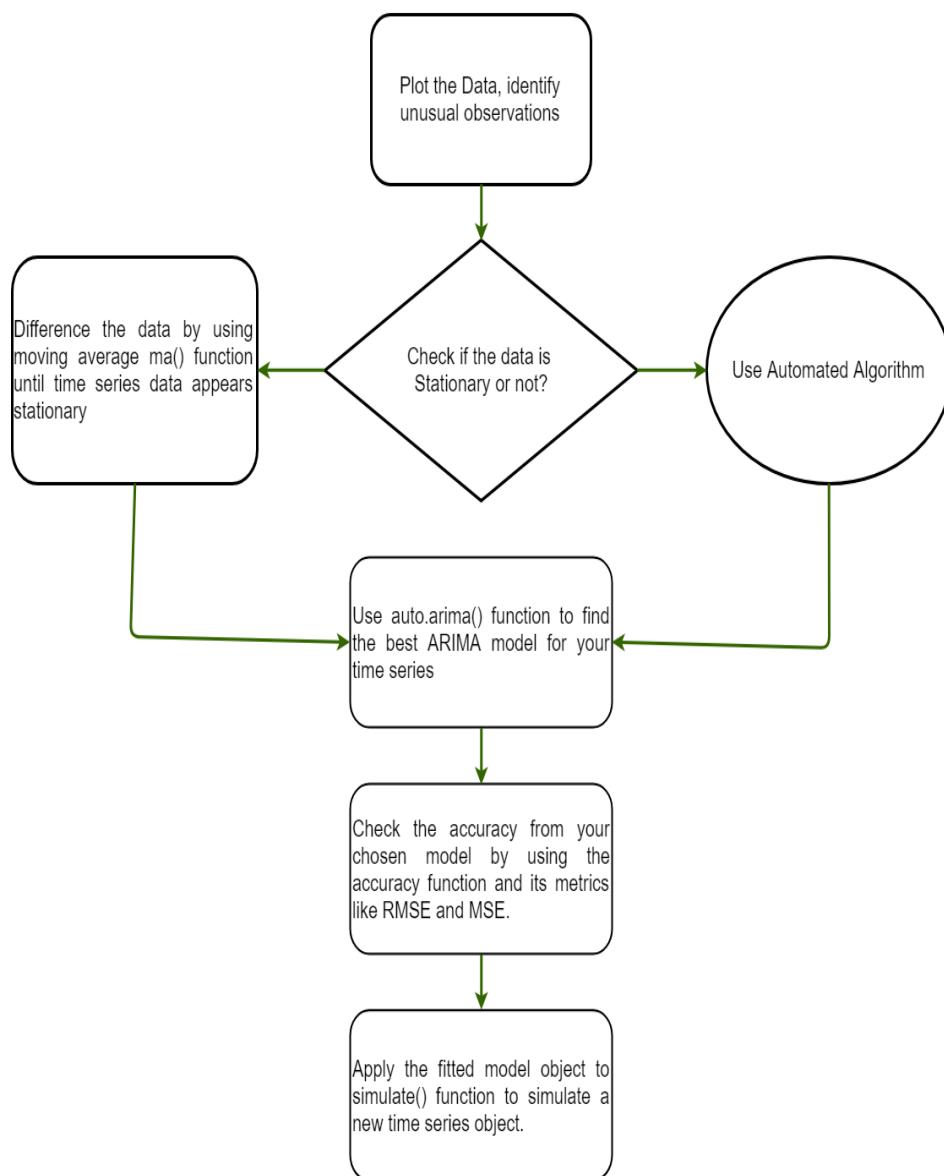 Plot the Data, identify
unusual observations
Difference the data by using
moving average ma() function
until time series data appears
stationary
Check if the data is
Stationary or not?
Use Automated Algorithm
Use auto.arima() function to find
the best ARIMA model for your
time series
Check the accuracy from your
chosen model by using the
accuracy function and its metrics
like RMSE and MSE.
Apply the fitted model object to
simulate() function to simulate a
new time series object.